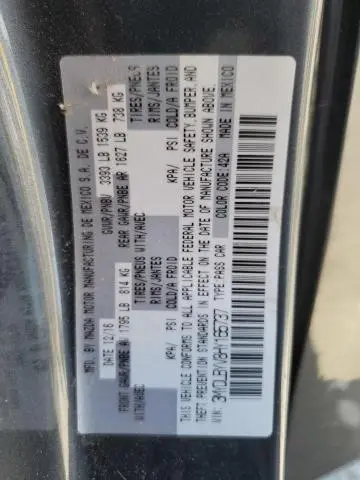 MFD. BY MAZDA MOTOR MANUFACTURING DE MEXICO S.A. DE C.V.
DATE 12/16 GVWR/PNBV 3393 LB 1539 KG
FRONT GAWR/PNBE AV 1795 LB 814 KG REAR GAWR/PNBE AR 1627 LB 738 KG
WITH/AVEC TIRES/PNEUS WITH/AVEC TIRES/PNEUS
RIMS/JANTES RIMS/JANTES
KPA/ PSI COLD/A FROID KPA/ PSI COLD/A FROID
THIS VEHICLE CONFORMS TO ALL APPLICABLE FEDERAL MOTOR VEHICLE SAFETY, BUMPER, AND
THEFT PREVENTION STANDARDS IN EFFECT ON THE DATE OF MANUFACTURE SHOWN ABOVE.
VIN: 3MYDLBYV8HY165737 TYPE:PASS CAR COLOR CODE:42A MADE IN MEXICO